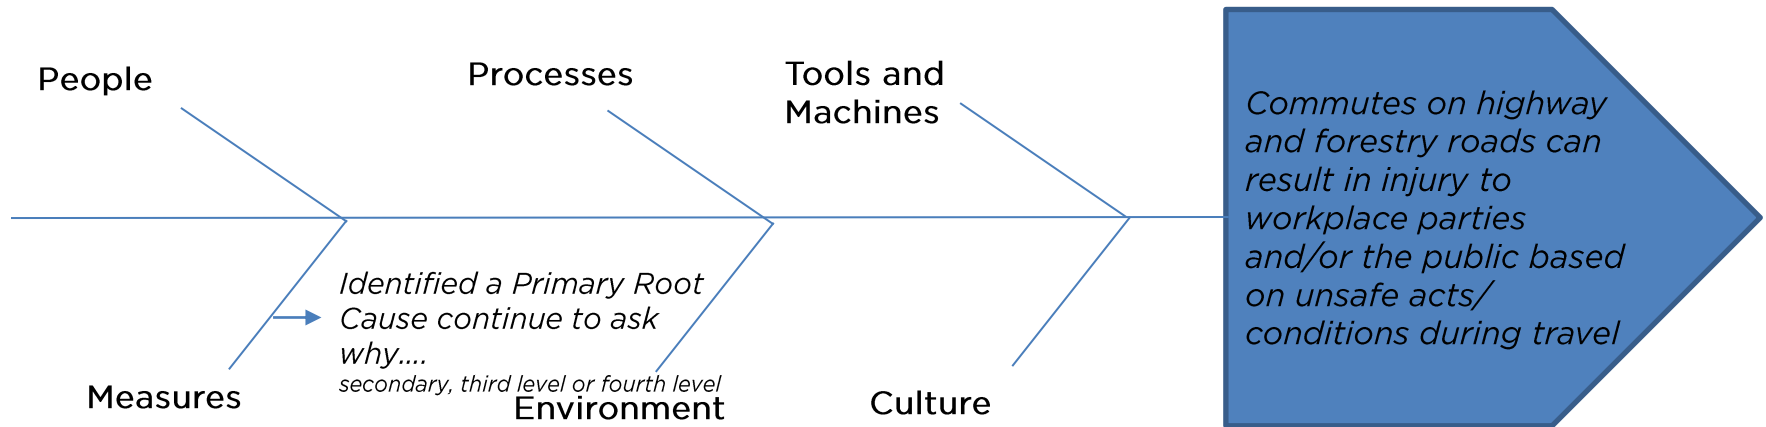 People
Processes
Tools and
Machines
Commutes on highway
and forestry roads can
result in injury to
workplace parties
and/or the public based
on unsafe acts/
conditions during travel
Identified a Primary Root
Cause continue to ask
why....
secondary, third level or fourth level
Measures
Environment
Culture